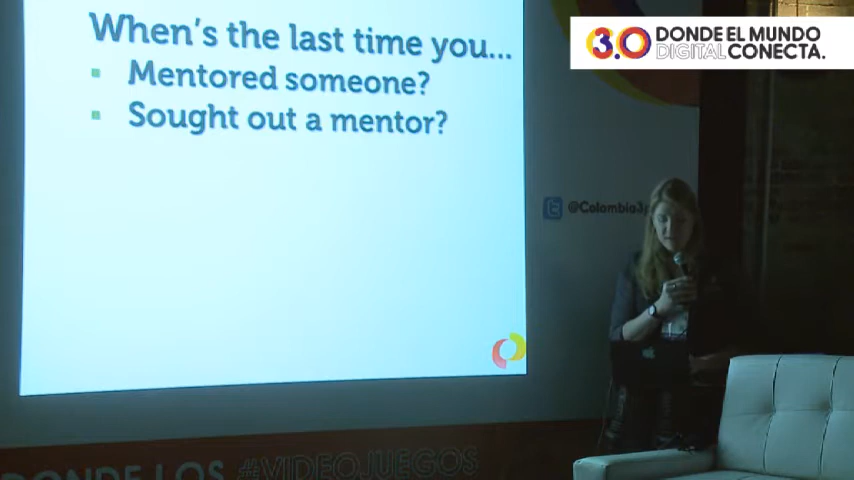 When's the last time you...
Mentored someone?
Sought out a mentor?
3.0 DONDE EL MUNDO
DIGITAL CONECTA.
@Colombia3
DONDE LOS #VIDEOJUEGOS